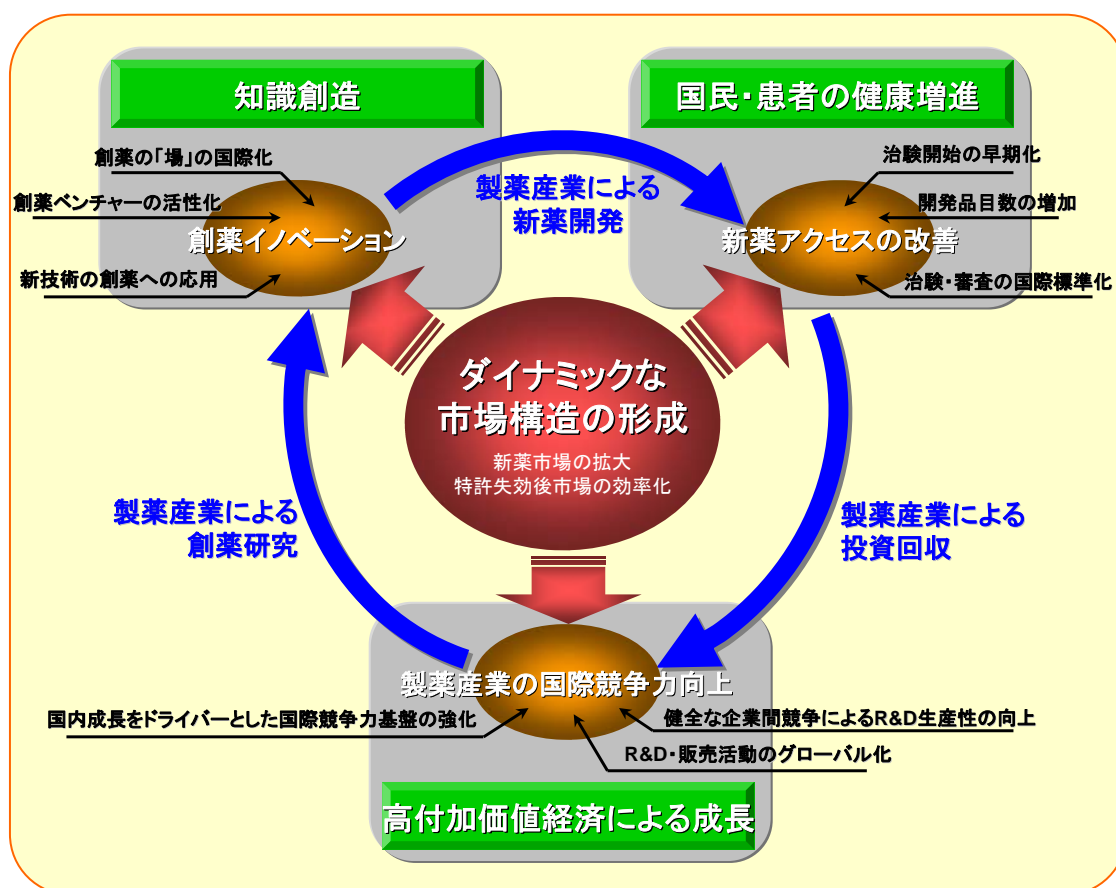 知識創造
国民・患者の健康増進
創薬の「場」の国際化
創薬ベンチャーの活性化
創薬イノベーション
新技術の創薬への応用
製薬産業による
新薬開発
治験開始の早期化
開発品目数の増加
新薬アクセスの改善
治験・審査の国際標準化
ダイナミックな
市場構造の形成
新薬市場の拡大
特許失効後市場の効率化
製薬産業による
創薬研究
製薬産業による
投資回収
製薬産業の国際競争力向上
国内成長をドライバーとした国際競争力基盤の強化
健全な企業間競争によるR&D生産性の向上
R&D・販売活動のグローバル化
高付加価値経済による成長